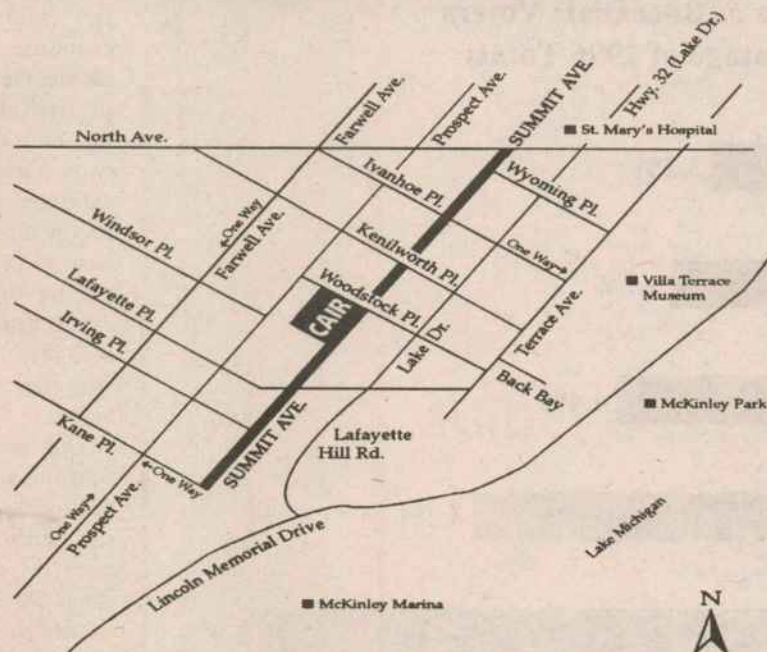 Hwy. 32 (Lake Dr.)
SUMMIT AVE.
Prospect Ave.
Farwell Ave.
North Ave.
St. Mary's Hospital
Ivanhoe Pl.
Wyoming Pl.
←One Way
Farwell Ave.
Windsor Pl.
Kenilworth Pl.
One Way→
Lafayette Pl.
Woodstock Pl.
CAIR
Villa Terrace
Museum
Terrace Ave.
Irving Pl.
Lake Dr.
Back Bay
McKinley Park
Kane Pl.
←One Way
SUMMIT AVE.
Lafayette
Hill Rd.
One Way→
Prospect Ave.
Lake Michigan
Lincoln Memorial Drive
McKinley Marina
N